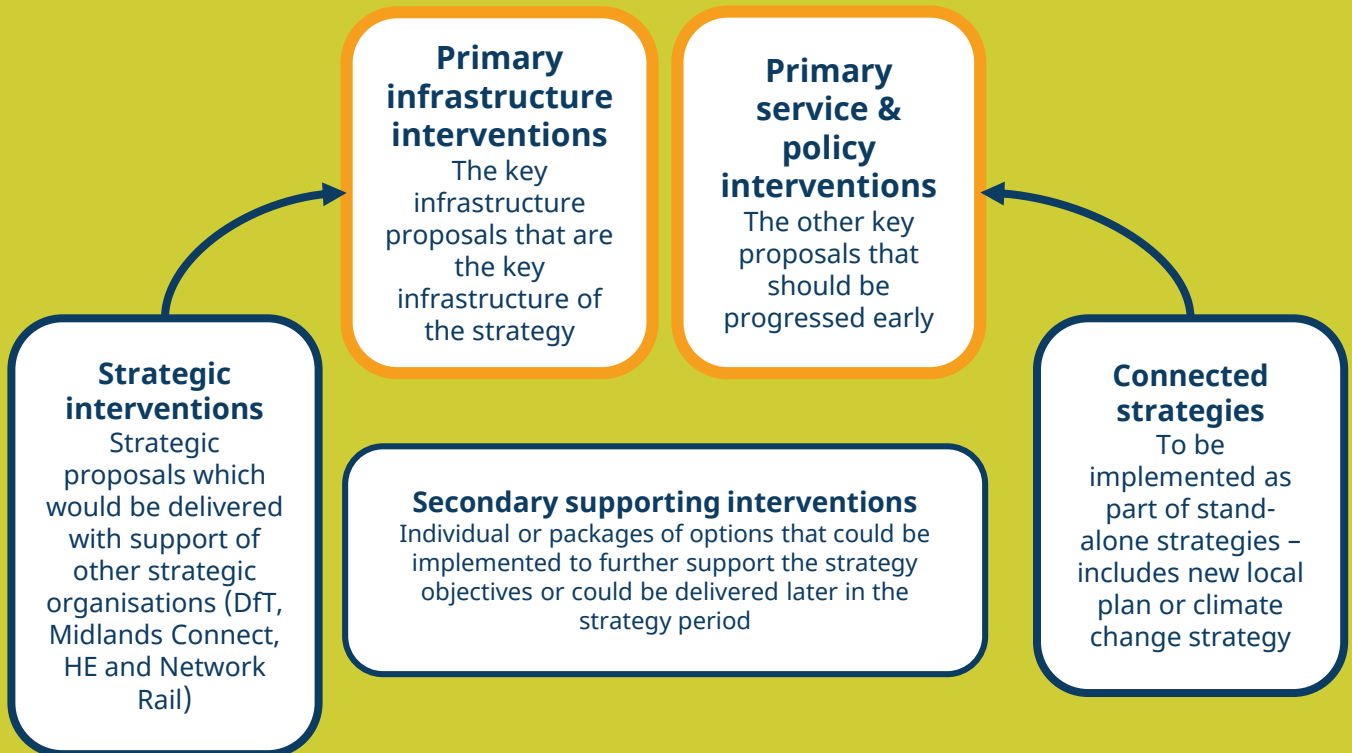 Primary
infrastructure
interventions
The key
infrastructure
proposals that are
the key
infrastructure of
the strategy
Primary
service &
policy
interventions
The other key
proposals that
should be
progressed early
Strategic
interventions
Strategic
proposals which
would be delivered
with support of
other strategic
organisations (DfT,
Midlands Connect,
HE and Network
Rail)
Secondary supporting interventions
Individual or packages of options that could be
implemented to further support the strategy
objectives or could be delivered later in the
strategy period
Connected
strategies
To be
implemented as
part of stand-
alone strategies –
includes new local
plan or climate
change strategy